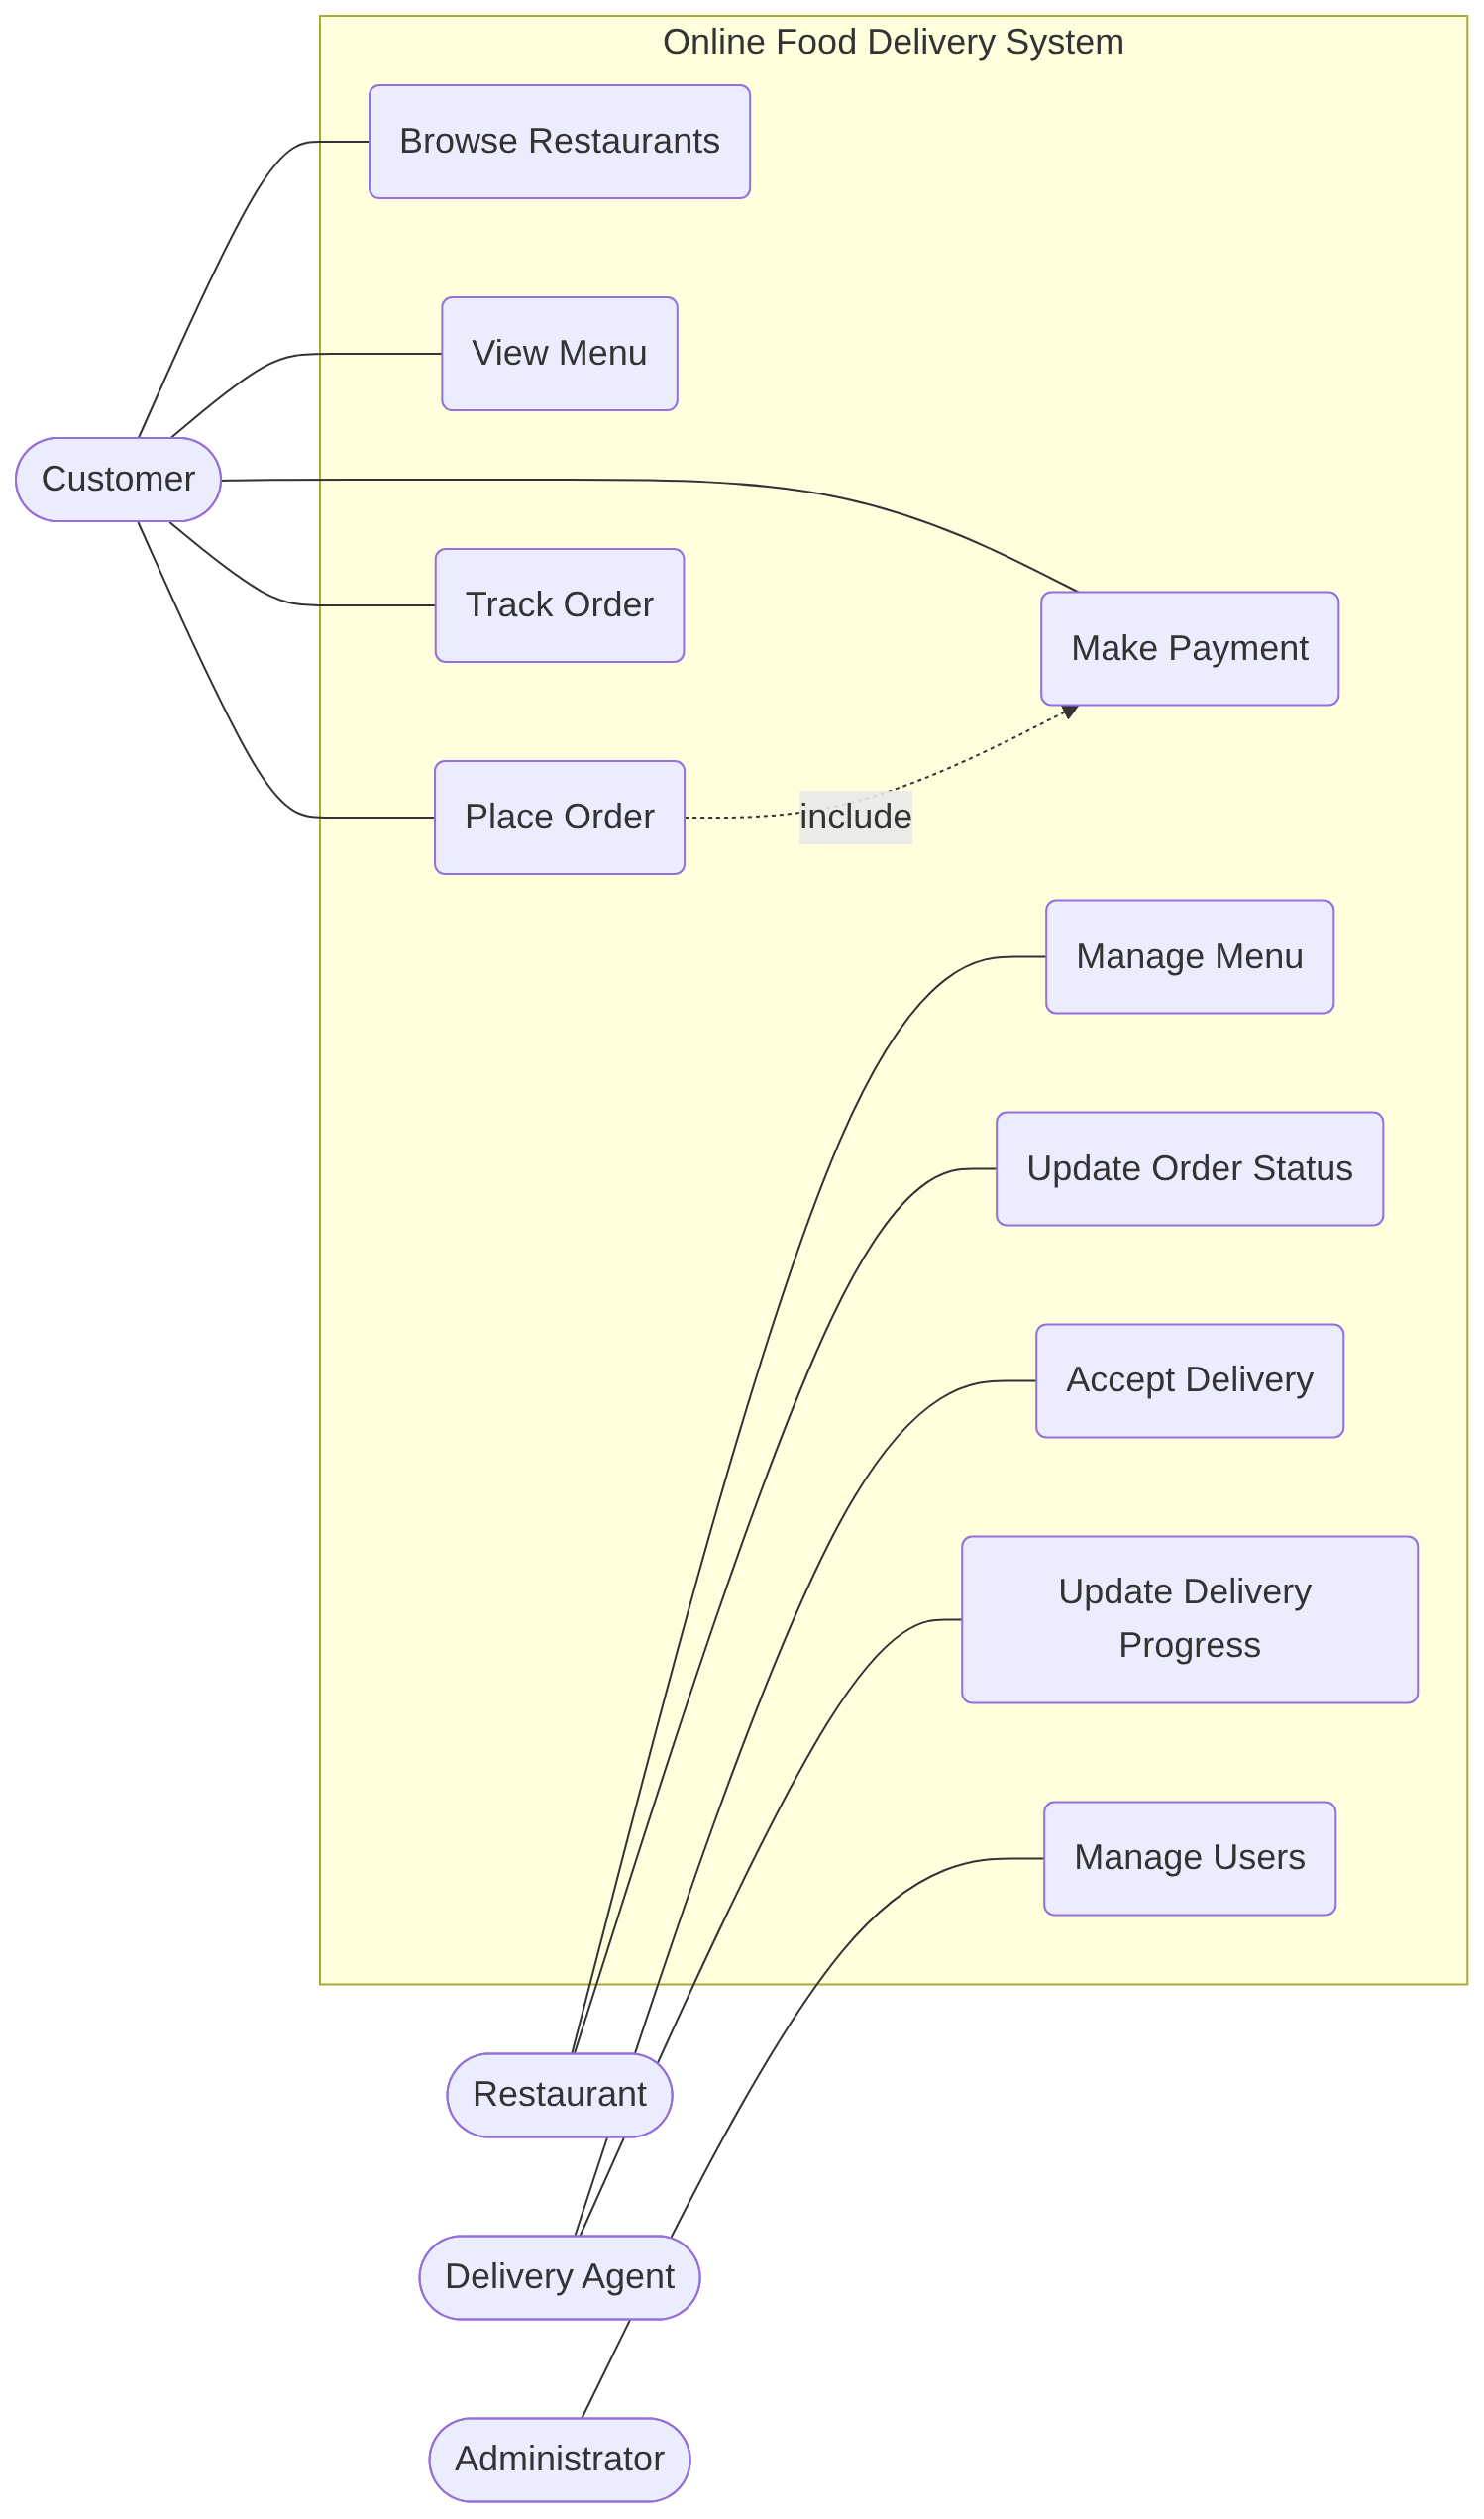 Online Food Delivery System
Browse Restaurants
View Menu
Customer
Track Order
Make Payment
Place Order
include
Manage Menu
Update Order Status
Accept Delivery
Update Delivery
Progress
Manage Users
Restaurant
Delivery Agent
Administrator